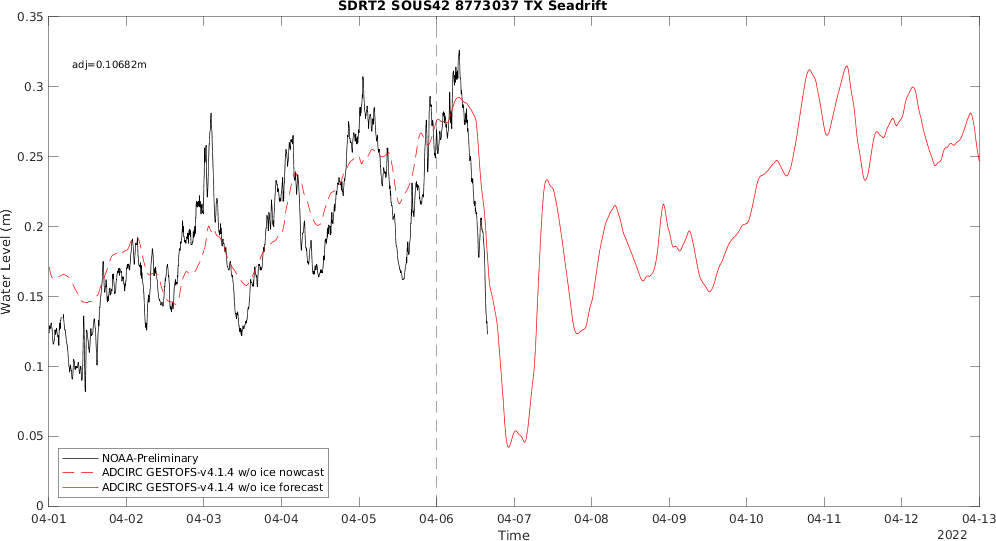 SDRT2 SOUS42 8773037 TX Seadrift
0.35
adj=0.10682m
0.3
0.25
0.2
Water Level (m)
0.15
0.1
0.05
NOAA-Preliminary
ADCIRC GESTOFS-v4.1.4 w/o ice nowcast
ADCIRC GESTOFS-v4.1.4 w/o ice forecast
0
04-01 04-02 04-03 04-04 04-05 04-06 04-07 04-08 04-09 04-10 04-11 04-12 04-13
Time
2022